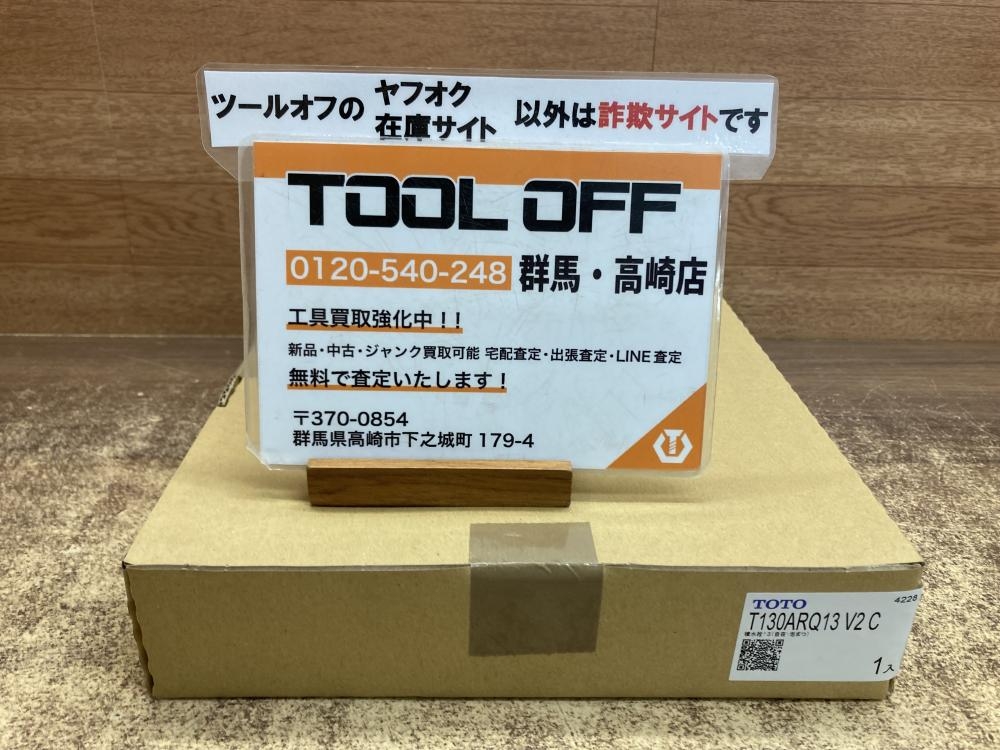 ツールオフの ヤフオク 在庫サイト 以外は詐欺サイトです
TOOL OFF
0120-540-248 群馬・高崎店
工具買取強化中!!
新品・中古・ジャンク買取可能 宅配査定・出張査定・LINE査定
無料で査定いたします!
〒370-0854
群馬県高崎市下之城町 179-4
TOTO
4228
T130ARQ13 V2 C
1入